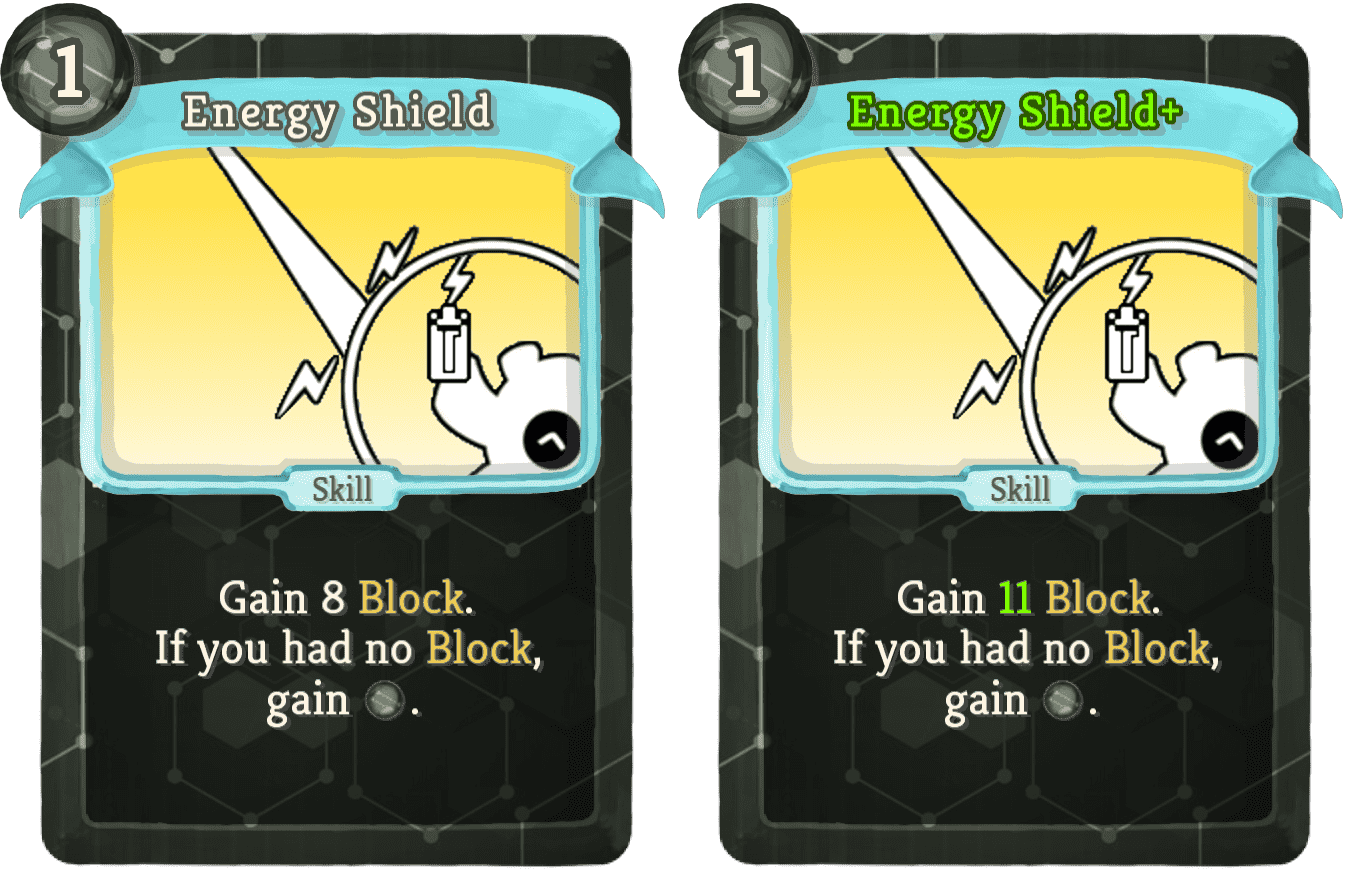 1
Energy Shield
Skill
Gain 8 Block.
If you had no Block,
gain .
1
Energy Shield+
Skill
Gain 11 Block.
If you had no Block,
gain .